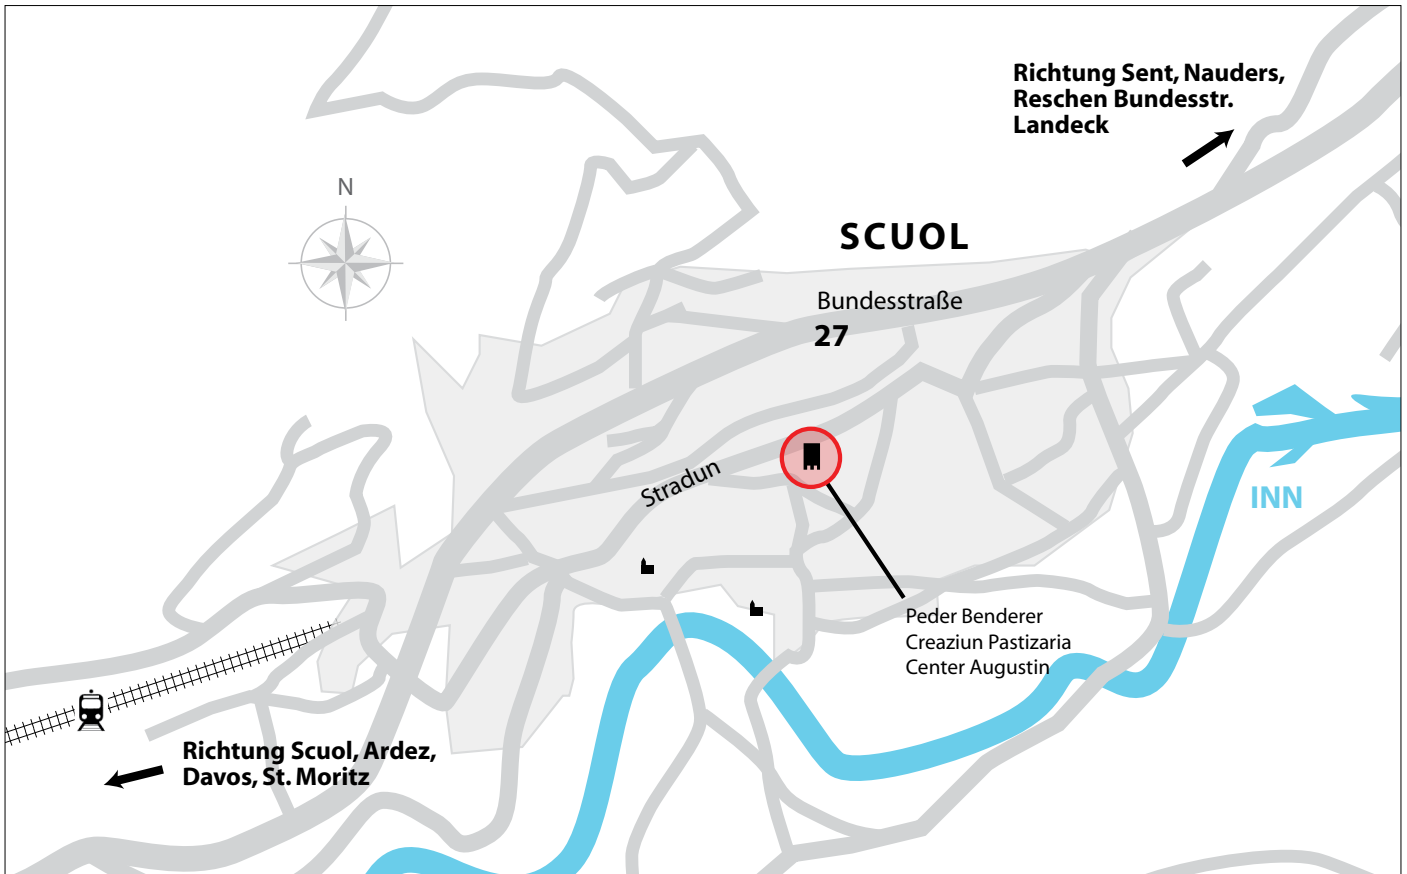 Richtung Sent, Nauders,
Reschen Bundesstr.
Landeck
N
SCUOL
Bundesstraße
27
Stradun
INN
Peder Benderer
Creaziun Pastizaria
Center Augustin
Richtung Scuol, Ardez,
Davos, St. Moritz